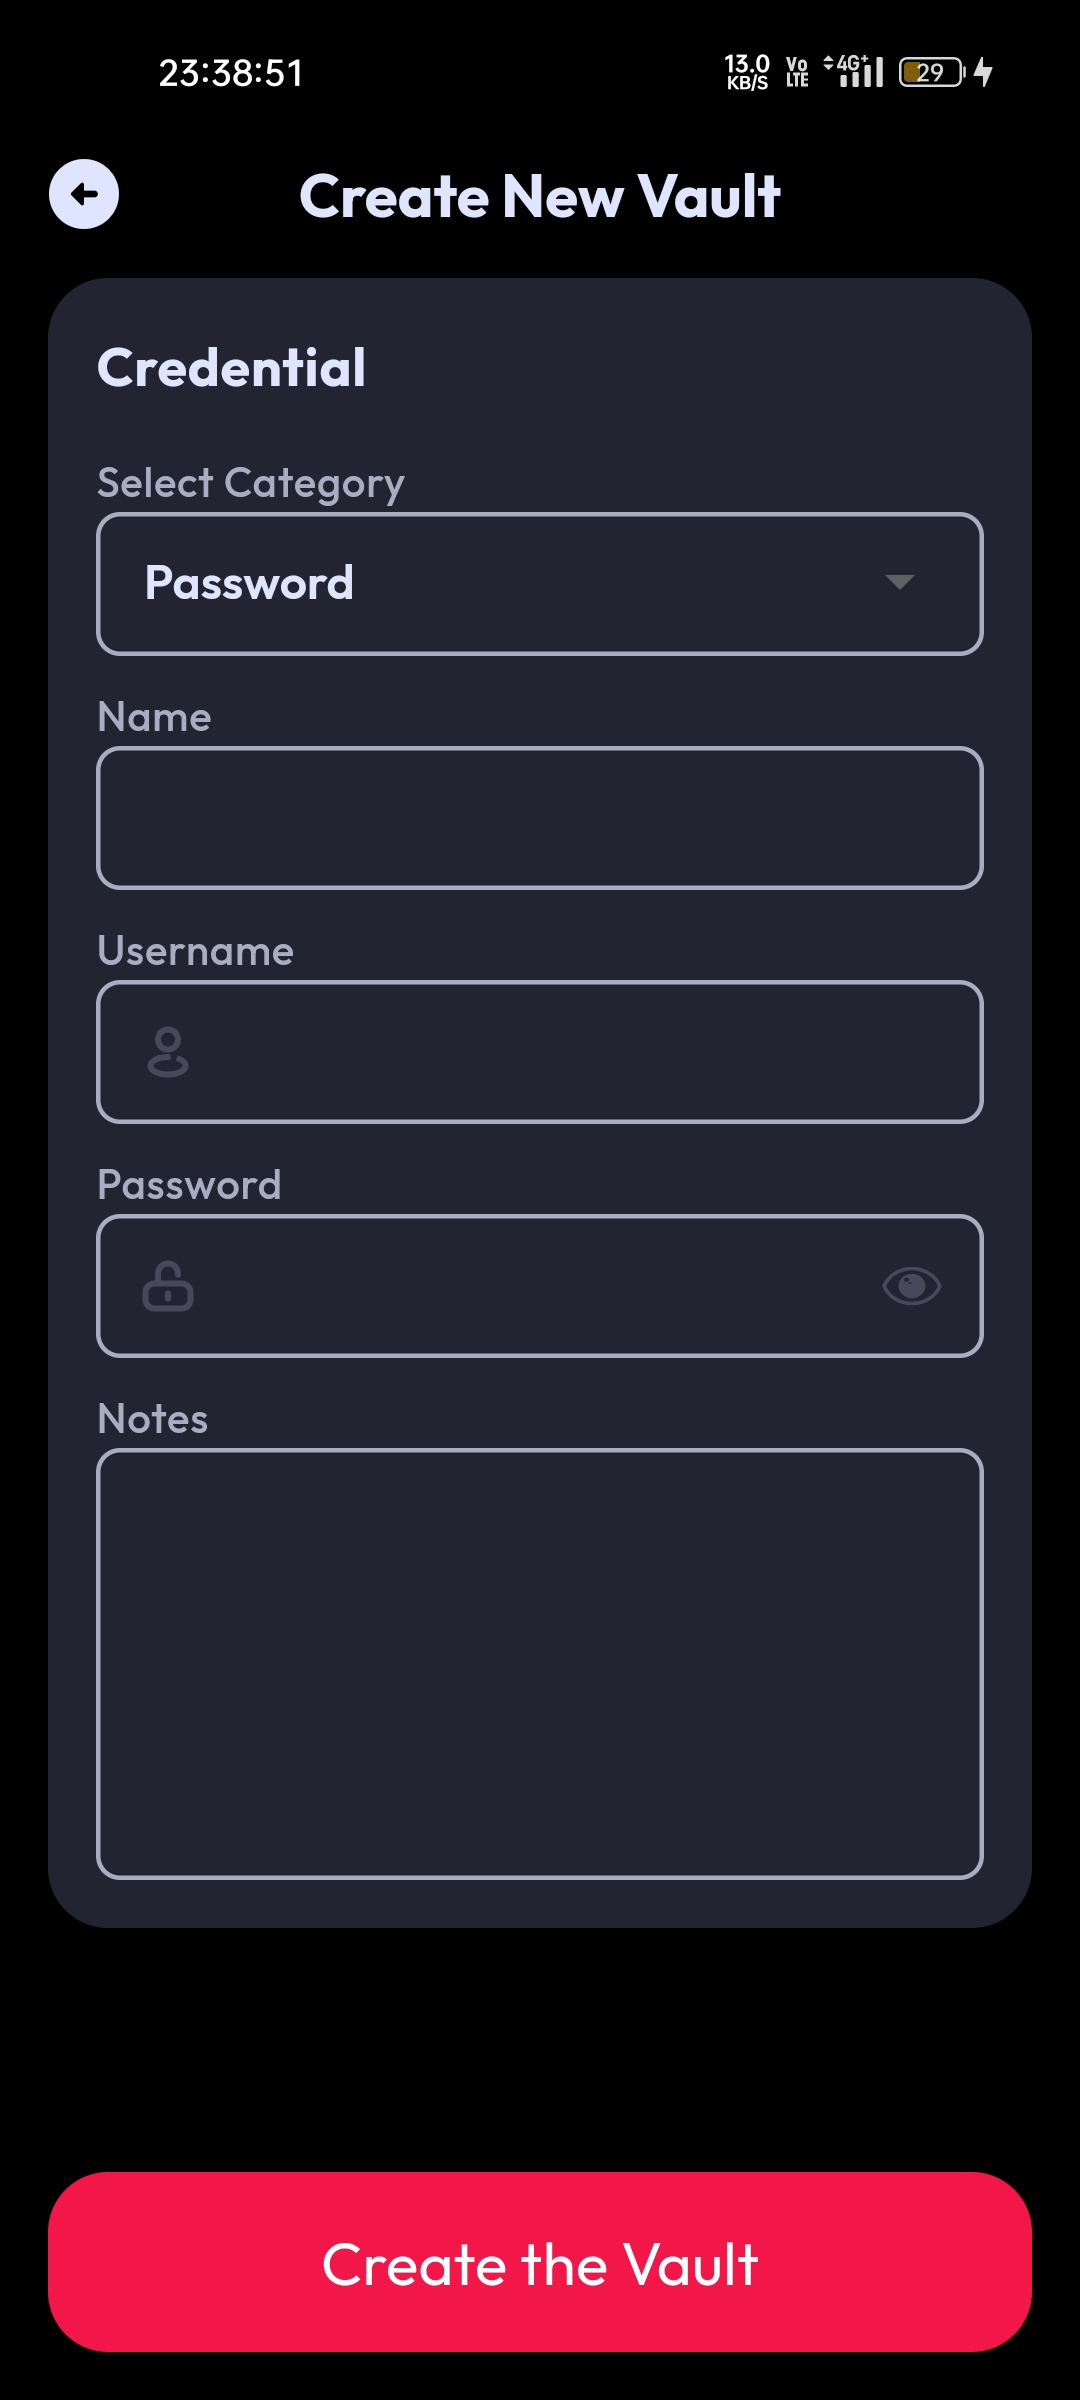 23:38:51
13.0
KB/S
Vo
LTE
4G+
29
Create New Vault
Credential
Select Category
Password
Name
Username
Password
Notes
Create the Vault